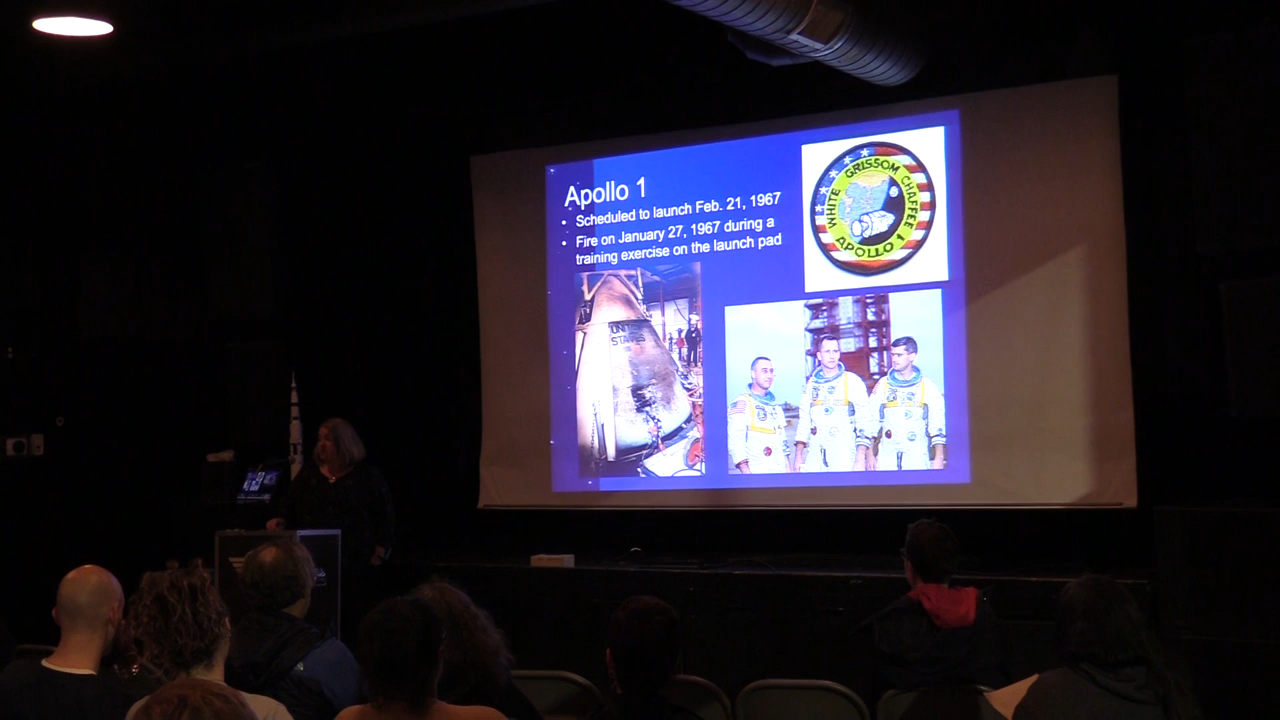 Apollo 1
• Scheduled to launch Feb. 21, 1967
• Fire on January 27, 1967 during a
training exercise on the launch pad
WHITE GRISSOM CHAFFEE
APOLLO 1
UNITED
STATES